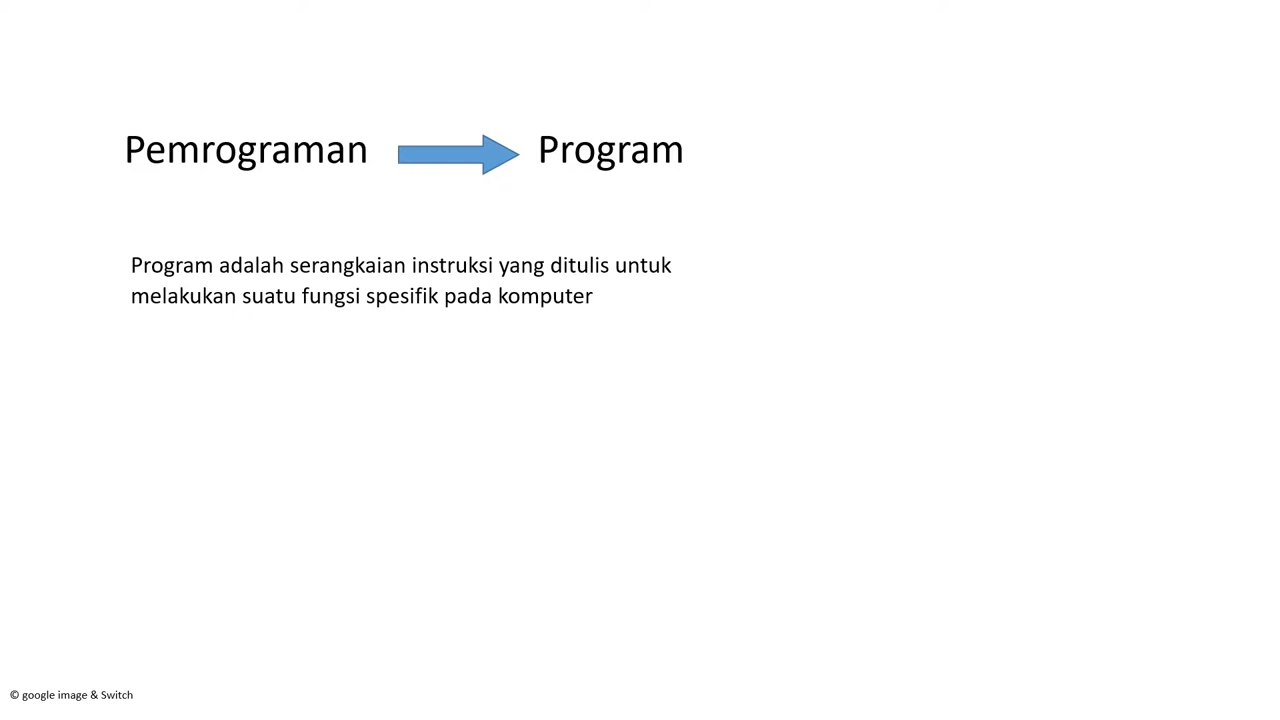 Pemrograman Program
Program adalah serangkaian instruksi yang ditulis untuk
melakukan suatu fungsi spesifik pada komputer
© google image & Switch